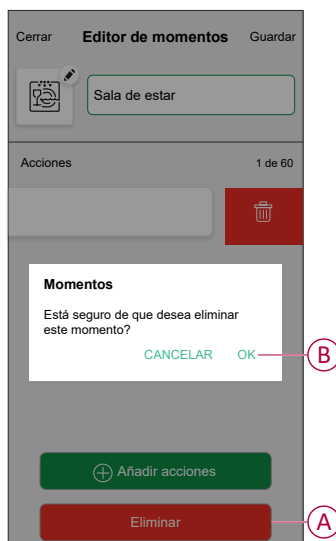 Cerrar Editor de momentos Guardar
Sala de estar
Acciones 1 de 60
Momentos
Está seguro de que desea eliminar
este momento?
CANCELAR OK
B
Añadir acciones
Eliminar
A